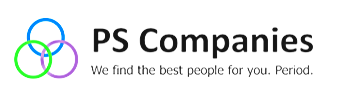 PS Companies
We find the best people for you. Period.